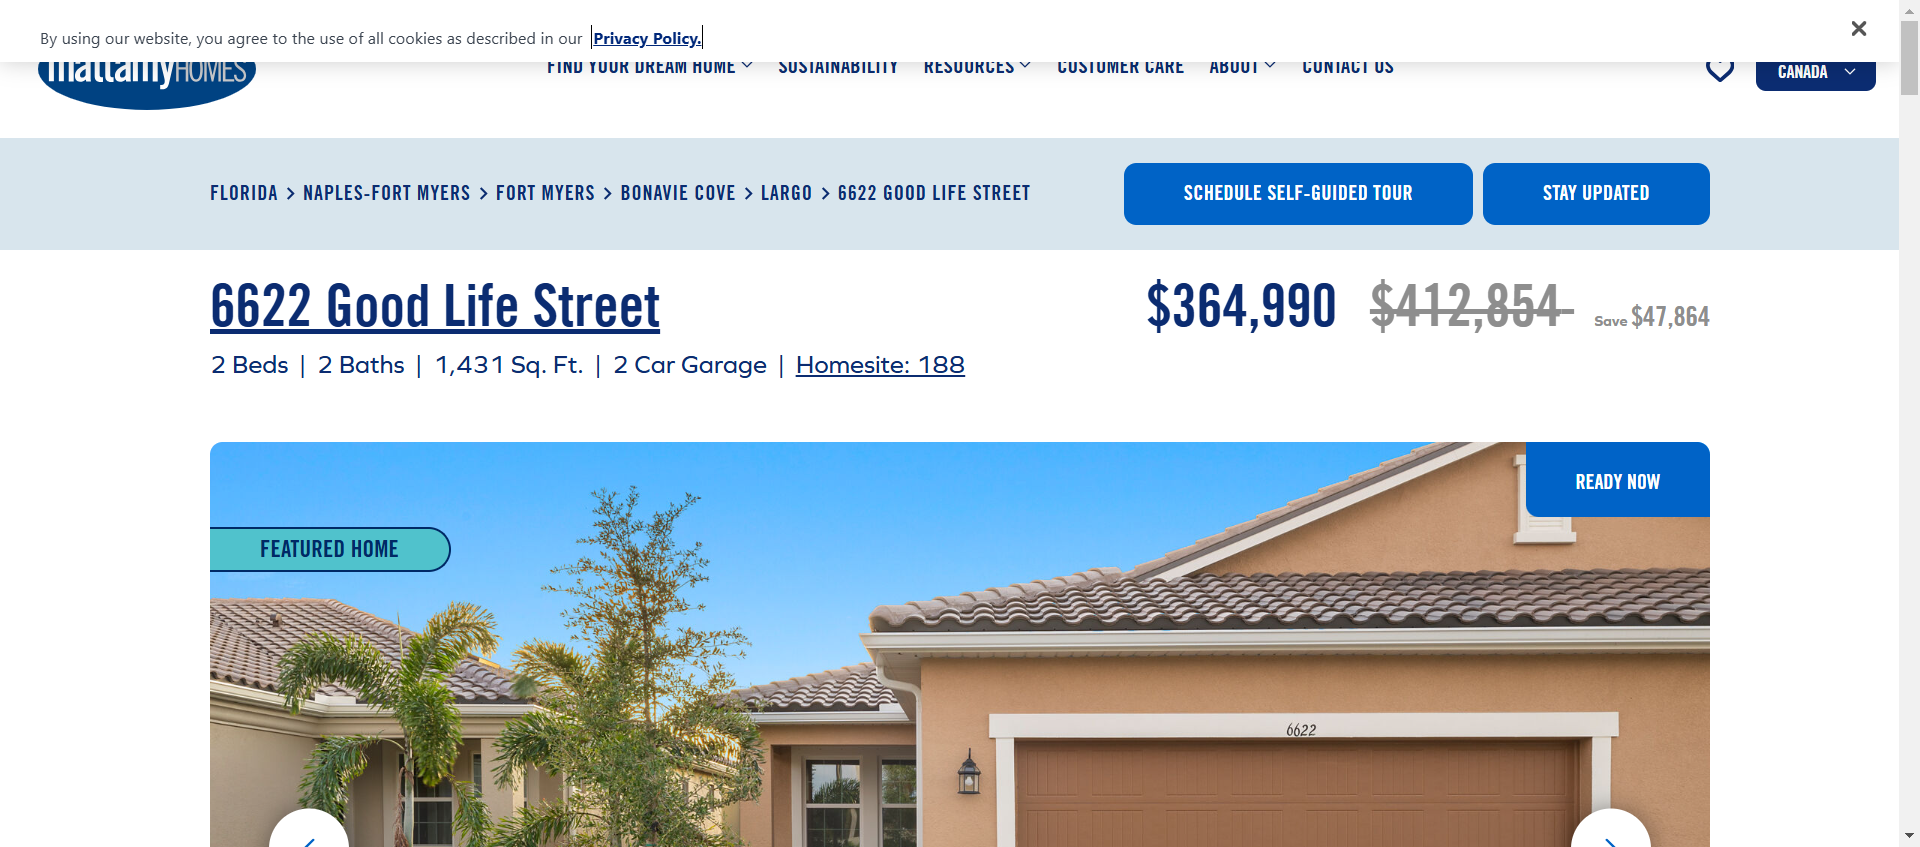 By using our website, you agree to the use of all cookies as described in our Privacy Policy.
mattamyHOMES
FIND YOUR DREAM HOME SUSTAINABILITY RESOURCES CUSTOMER CARE ABOUT CONTACT US
CANADA
FLORIDA > NAPLES-FORT MYERS > FORT MYERS > BONAVIE COVE > LARGO > 6622 GOOD LIFE STREET
SCHEDULE SELF-GUIDED TOUR
STAY UPDATED
6622 Good Life Street
$364,990 $412,854 Save $47,864
2 Beds | 2 Baths | 1,431 Sq. Ft. | 2 Car Garage | Homesite: 188
READY NOW
FEATURED HOME
6622